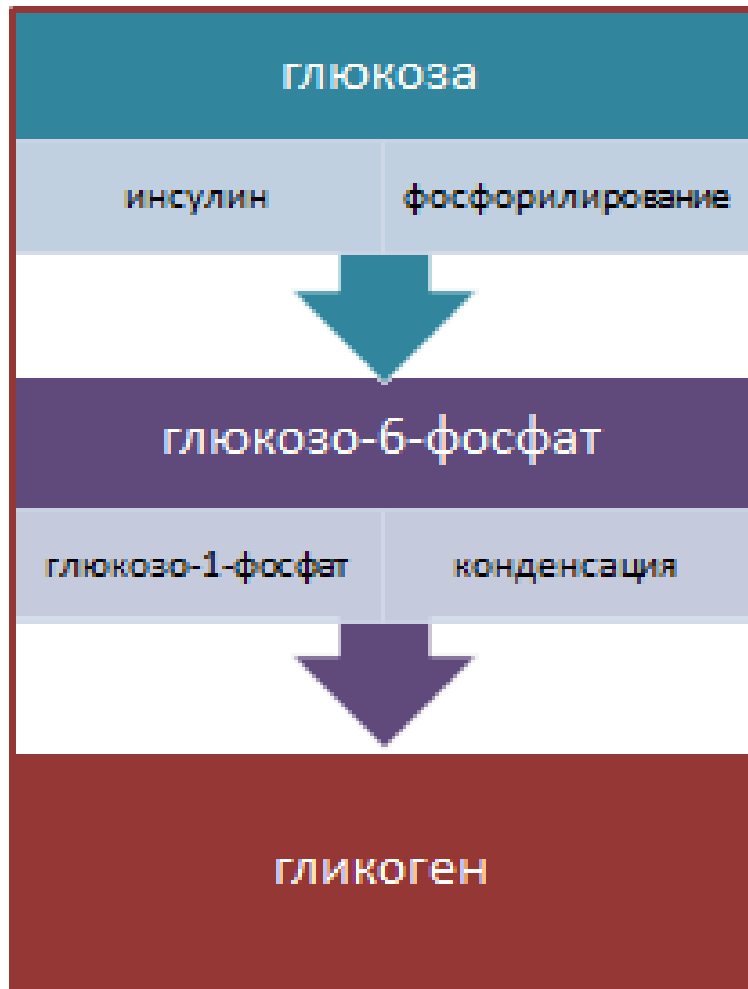 глюкоза
инсулин фосфорилирование
глюкозо-6-фосфат
глюкозо-1-фосфат конденсация
гликоген